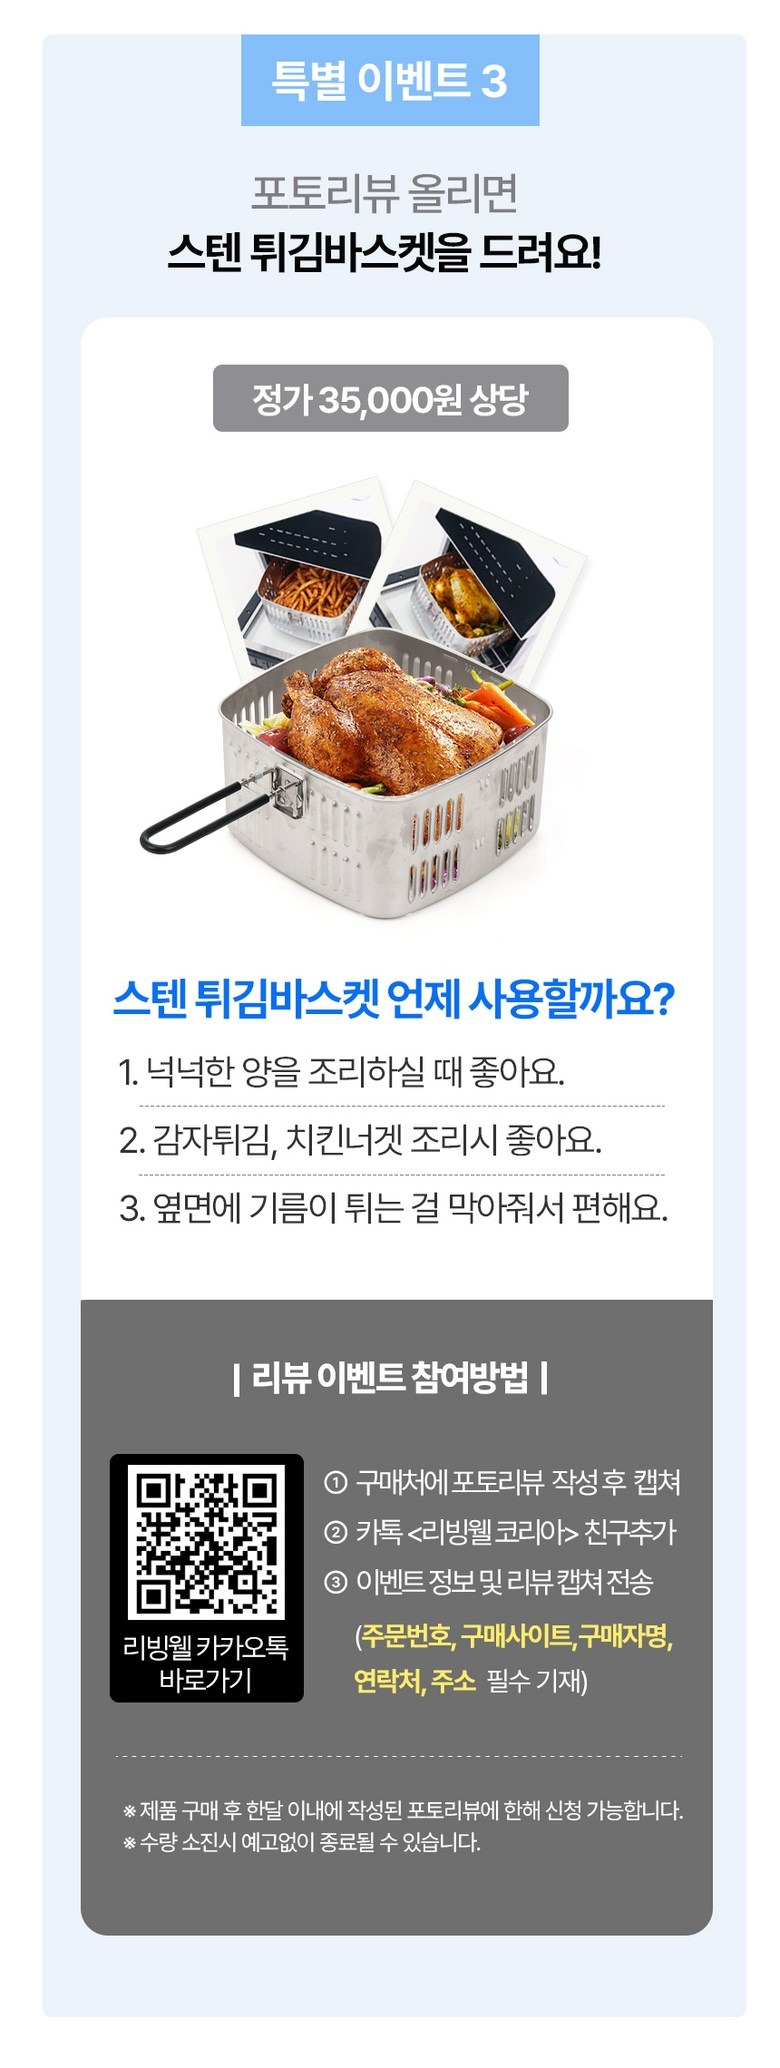 특별 이벤트 3
포토리뷰 올리면
스텐 튀김바스켓을 드려요!
정가 35,000원 상당
스텐 튀김바스켓 언제 사용할까요?
1. 넉넉한 양을 조리하실 때 좋아요.
2. 감자튀김, 치킨너겟 조리시 좋아요.
3. 옆면에 기름이 튀는 걸 막아줘서 편해요.
| 리뷰 이벤트 참여방법 |
① 구매처에 포토리뷰 작성 후 캡쳐
② 카톡 <리빙웰 코리아> 친구추가
③ 이벤트 정보 및 리뷰 캡쳐 전송
(주문번호, 구매사이트,구매자명,
연락처, 주소 필수 기재)
리빙웰 카카오톡
바로가기
※ 제품 구매 후 한달 이내에 작성된 포토리뷰에 한해 신청 가능합니다.
※ 수량 소진시 예고없이 종료될 수 있습니다.